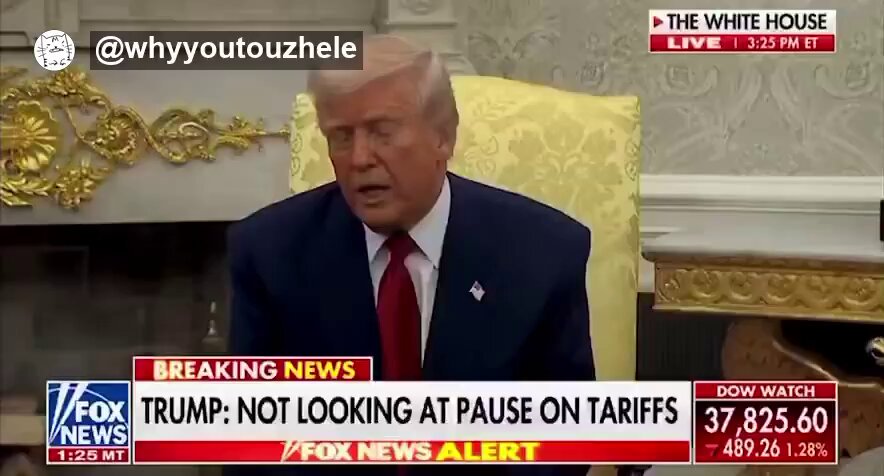 @whyyoutouzhele
THE WHITE HOUSE
LIVE | 3:25 PM ET
BREAKING NEWS
TRUMP: NOT LOOKING AT PAUSE ON TARIFFS
FOX NEWS ALERT
FOX
NEWS
1:25 MT
DOW WATCH
37,825.60
489.26 1.28%